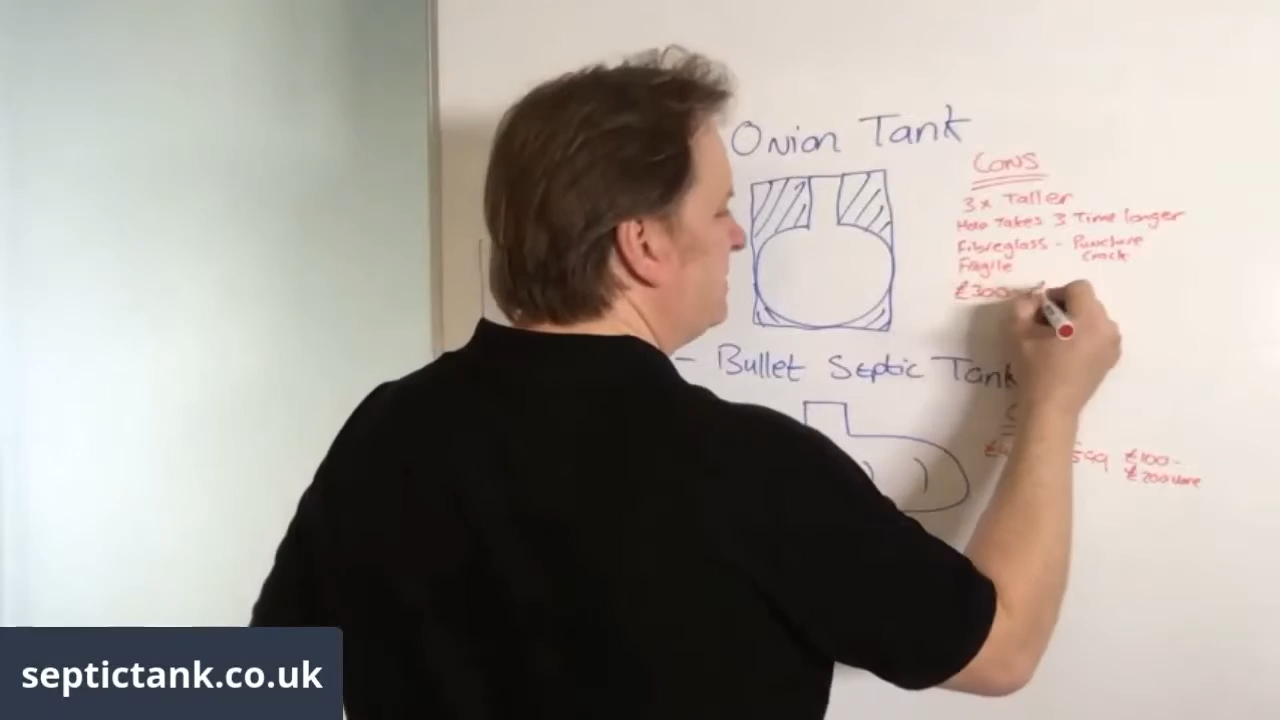 Onion Tank
Cons
3x Taller
Hole Takes 3 Time longer
Fibreglass - Puncture
Crack
Fragile
£300
- Bullet Septic Tank
£100-
£200 More
septictank.co.uk